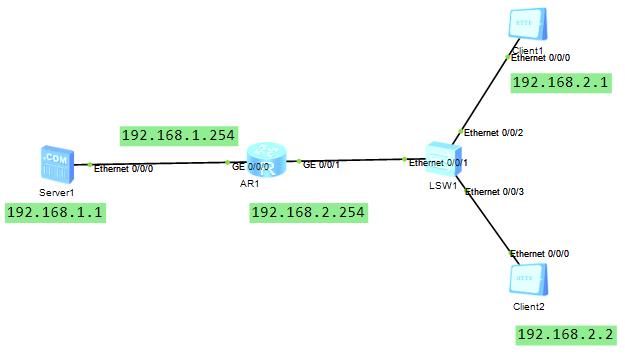 HTTP
Client1
Ethernet 0/0/0
192.168.2.1
192.168.1.254
Ethernet 0/0/2
.COM
Ethernet 0/0/0
GE 0/0/0
R
GE 0/0/1
Ethernet 0/0/1
Server1
AR1
LSW1
Ethernet 0/0/3
192.168.1.1
192.168.2.254
Ethernet 0/0/0
HTTP
Client2
192.168.2.2